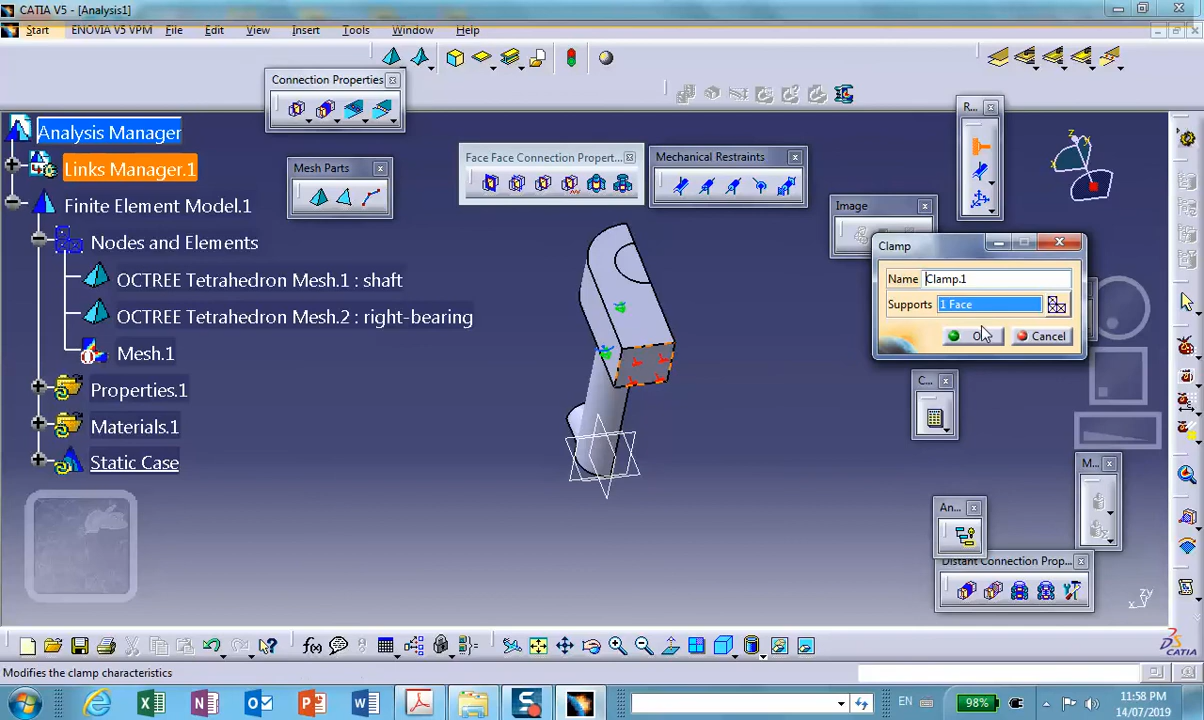 CATIA V5 - [Analysis1]
Start ENOVIA V5 VPM File Edit View Insert Tools Window Help
Connection Properties
R...
Analysis Manager
Links Manager.1
Mesh Parts
Face Face Connection Propert...
Mechanical Restraints
Image
Finite Element Model.1
Nodes and Elements
Clamp
Name Clamp.1
Supports 1 Face
Cancel
OCTREE Tetrahedron Mesh.1 : shaft
OCTREE Tetrahedron Mesh.2 : right-bearing
Mesh.1
Properties.1
Materials.1
Static Case
C...
M...
An...
Distant Connection Prop...
z
x
y
zy
x
f(x)
CATIA
Modifies the clamp characteristics
EN
98%
11:58 PM
14/07/2019